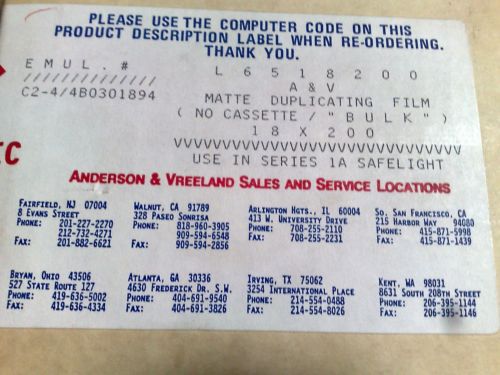 PLEASE USE THE COMPUTER CODE ON THIS
PRODUCT DESCRIPTION LABEL WHEN RE-ORDERING.
THANK YOU.
EMUL.#
//////////////
C2-4/4B0301894
L6518200
A & V
MATTE DUPLICATING FILM
( NO CASSETTE / "BULK" )
18 X 200
VVVVVVVVVVVVVVVVVVVVVVVVVVVVVV
USE IN SERIES 1A SAFELIGHT
ANDERSON & VREELAND SALES AND SERVICE LOCATIONS
FAIRFIELD, NJ 07004
8 EVANS STREET
PHONE: 201-227-2270
212-732-4271
FAX: 201-882-6621
WALNUT, CA 91789
328 PASEO SONRISA
PHONE: 818-960-3905
909-594-6548
FAX: 909-594-2856
ARLINGTON HGTS., IL 60004
413 W. UNIVERSITY DRIVE
PHONE: 708-255-2110
FAX: 708-255-2231
SO. SAN FRANCISCO, CA
215 HARBOR WAY 94080
PHONE: 415-871-5998
FAX: 415-871-1439
BRYAN, OHIO 43506
527 STATE ROUTE 127
PHONE: 419-636-5002
FAX: 419-636-4334
ATLANTA, GA 30336
4630 FREDERICK DR. S.W.
PHONE: 404-691-9540
FAX: 404-691-3826
IRVING, TX 75062
3254 INTERNATIONAL PLACE
PHONE: 214-554-0488
FAX: 214-554-8026
KENT, WA 98031
8631 SOUTH 208TH STREET
PHONE: 206-395-1144
FAX: 206-395-1146